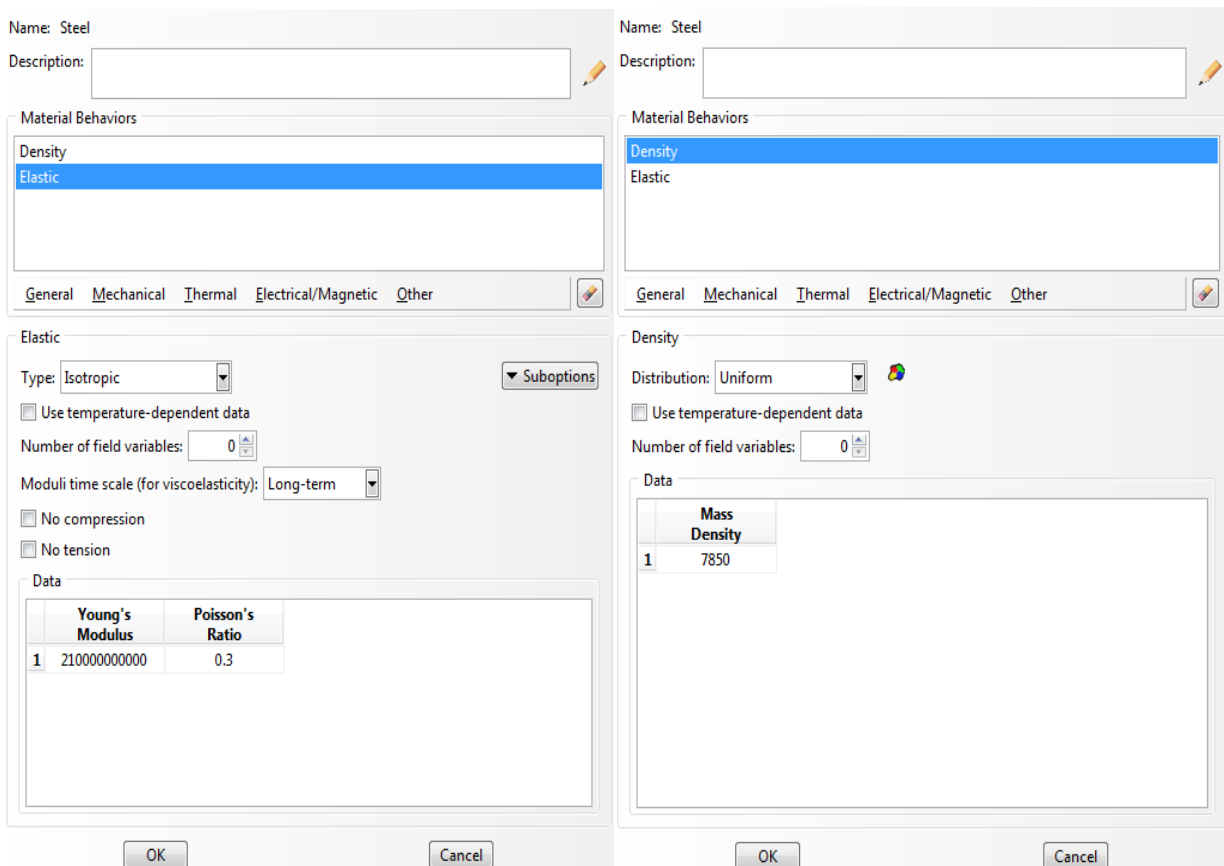 Name: Steel
Description:
Material Behaviors
Density
Elastic
General Mechanical Thermal Electrical/Magnetic Other
Elastic
Type: Isotropic
Suboptions
Use temperature-dependent data
Number of field variables: 0
Moduli time scale (for viscoelasticity): Long-term
No compression
No tension
Data
Young's Poisson's
Modulus Ratio
1 210000000000 0.3
OK Cancel
Name: Steel
Description:
Material Behaviors
Density
Elastic
General Mechanical Thermal Electrical/Magnetic Other
Density
Distribution: Uniform
Use temperature-dependent data
Number of field variables: 0
Data
Mass
Density
1 7850
OK Cancel